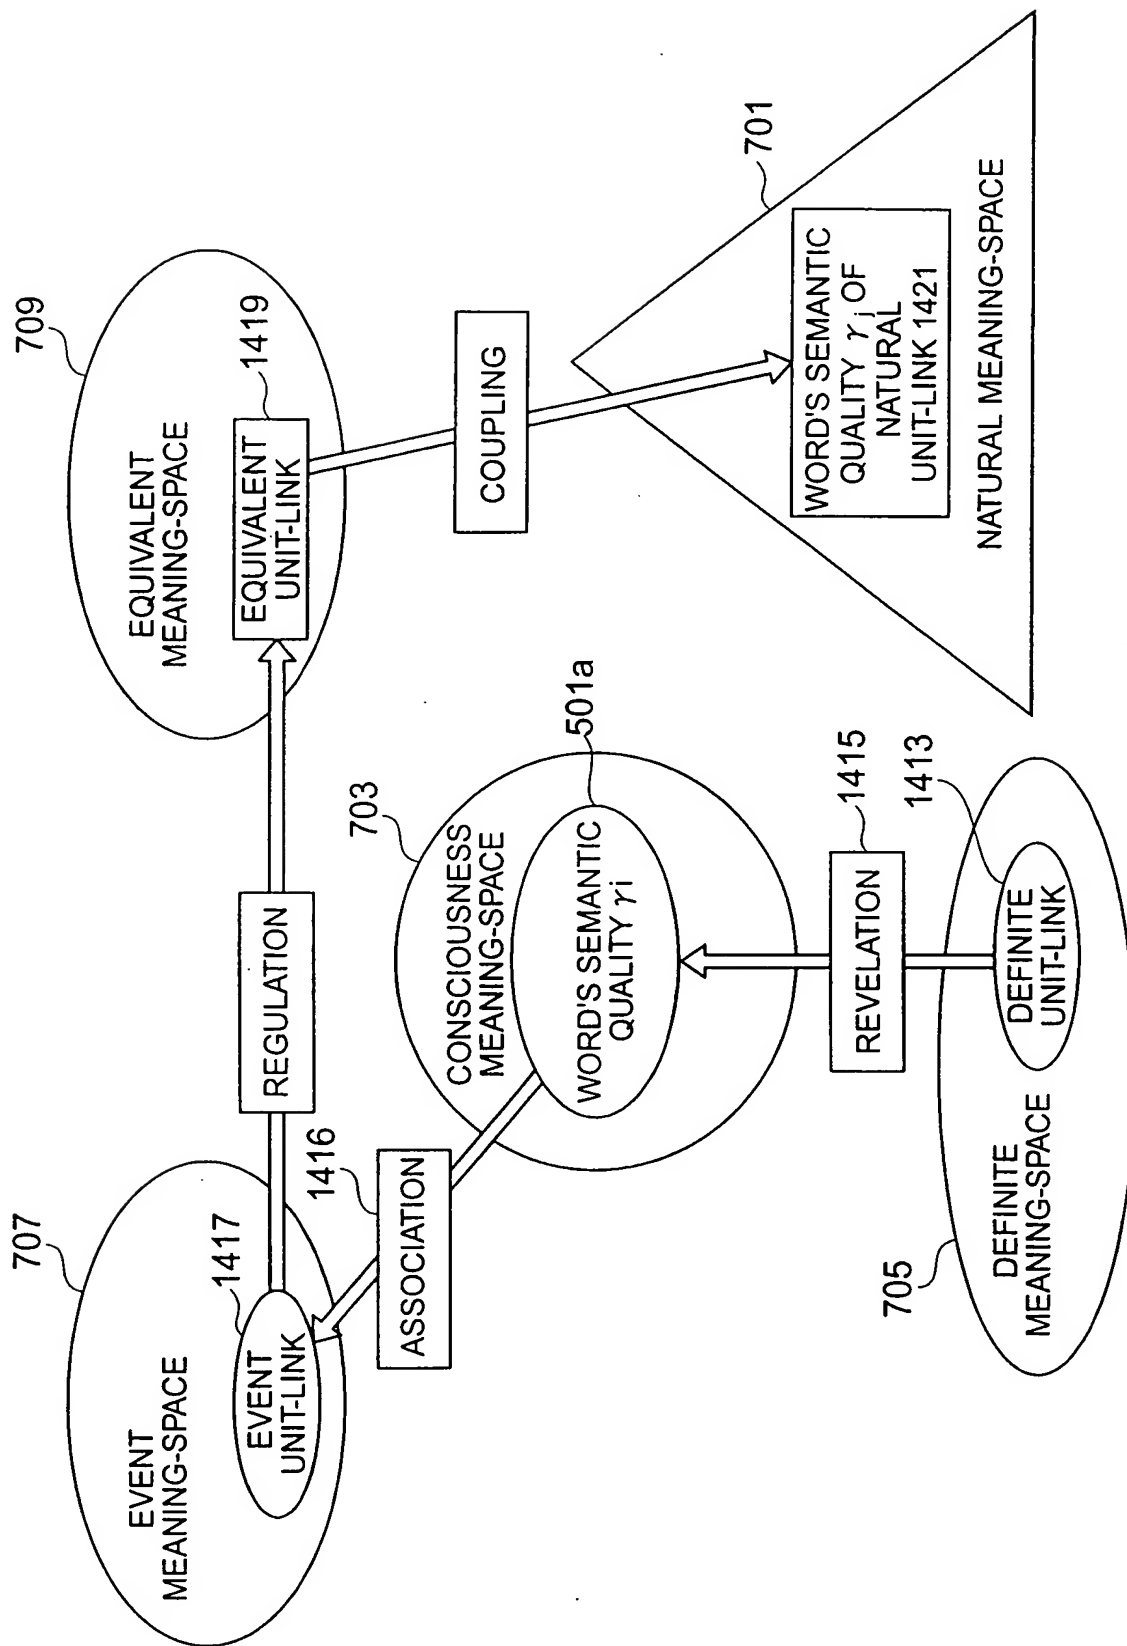 707
EVENT
MEANING-SPACE
1417
EVENT
UNIT-LINK
REGULATION
709
EQUIVALENT
MEANING-SPACE
1419
EQUIVALENT
UNIT-LINK
1416
ASSOCIATION
703
CONSCIOUSNESS
MEANING-SPACE
501a
WORD'S SEMANTIC
QUALITY γi
COUPLING
701
WORD'S SEMANTIC
QUALITY γj OF
NATURAL
UNIT-LINK 1421
NATURAL MEANING-SPACE
REVELATION
1415
705
DEFINITE
MEANING-SPACE
1413
DEFINITE
UNIT-LINK